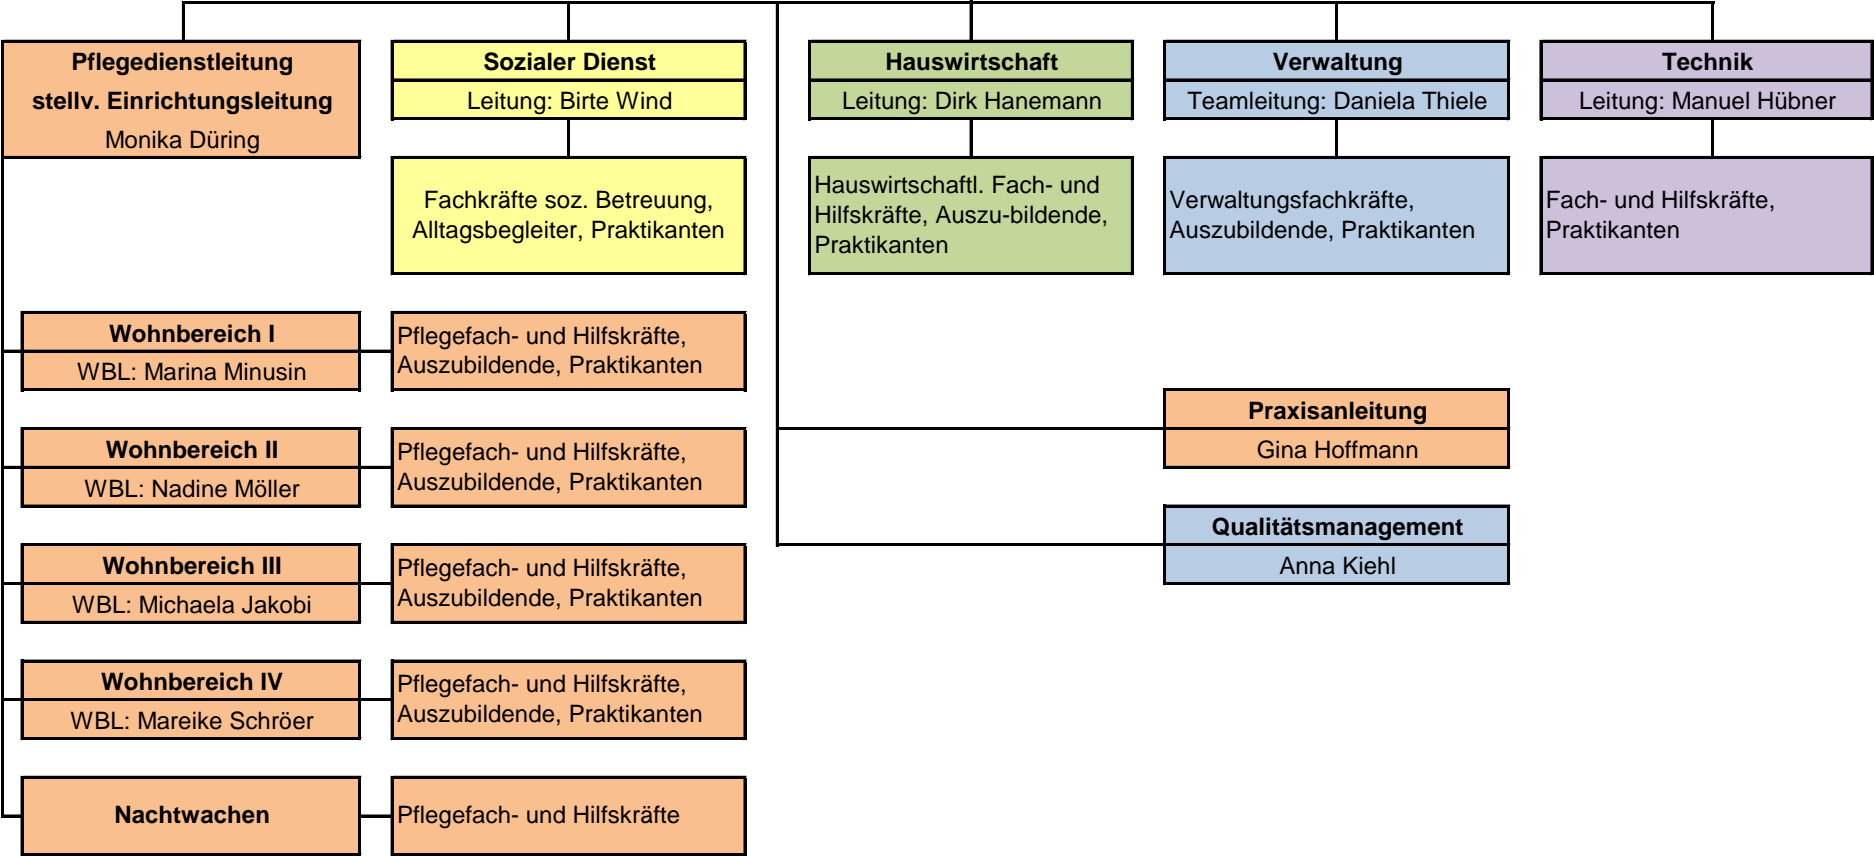 Pflegedienstleitung
stellv. Einrichtungsleitung
Monika Düring
Sozialer Dienst
Leitung: Birte Wind
Hauswirtschaft
Leitung: Dirk Hanemann
Verwaltung
Teamleitung: Daniela Thiele
Technik
Leitung: Manuel Hübner
Fachkräfte soz. Betreuung,
Alltagsbegleiter, Praktikanten
Hauswirtschaftl. Fach- und
Hilfskräfte, Auszu-bildende,
Praktikanten
Verwaltungsfachkräfte,
Auszubildende, Praktikanten
Fach- und Hilfskräfte,
Praktikanten
Wohnbereich I
WBL: Marina Minusin
Pflegefach- und Hilfskräfte,
Auszubildende, Praktikanten
Praxisanleitung
Gina Hoffmann
Wohnbereich II
WBL: Nadine Möller
Pflegefach- und Hilfskräfte,
Auszubildende, Praktikanten
Qualitätsmanagement
Anna Kiehl
Wohnbereich III
WBL: Michaela Jakobi
Pflegefach- und Hilfskräfte,
Auszubildende, Praktikanten
Wohnbereich IV
WBL: Mareike Schröer
Pflegefach- und Hilfskräfte,
Auszubildende, Praktikanten
Nachtwachen
Pflegefach- und Hilfskräfte